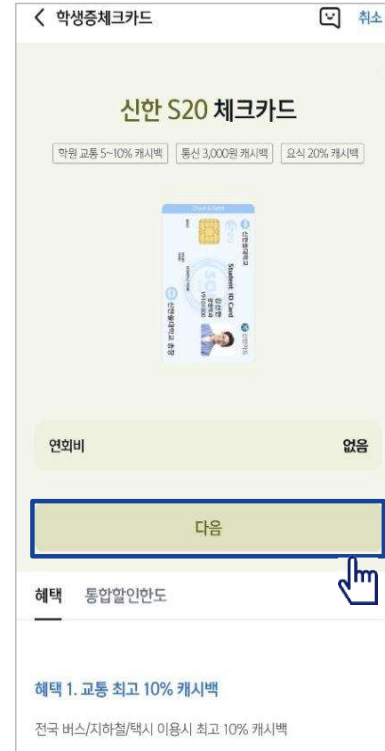 학생증체크카드
취소
신한 S20 체크카드
학원 교통 5~10% 캐시백
통신 3,000원 캐시백
요식 20% 캐시백
Student ID Card
연회비 없음
다음
혜택 통합할인한도
혜택 1. 교통 최고 10% 캐시백
전국 버스/지하철/택시 이용시 최고 10% 캐시백